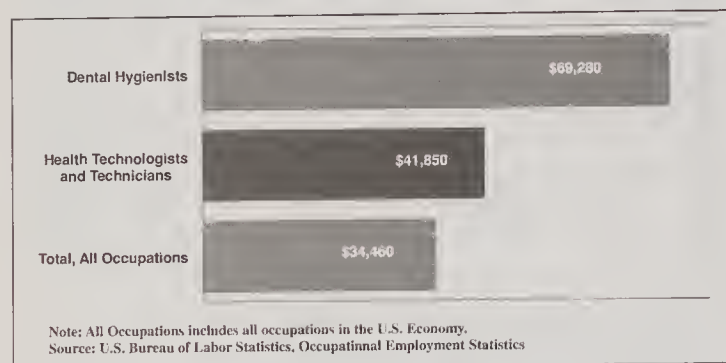 Dental Hygienists
$69,280
Health Technologists
and Technicians
$41,850
Total, All Occupations
$34,460
Note: All Occupations includes all occupations in the U.S. Economy.
Source: U.S. Bureau of Labor Statistics, Occupatinnal Employment Statistics